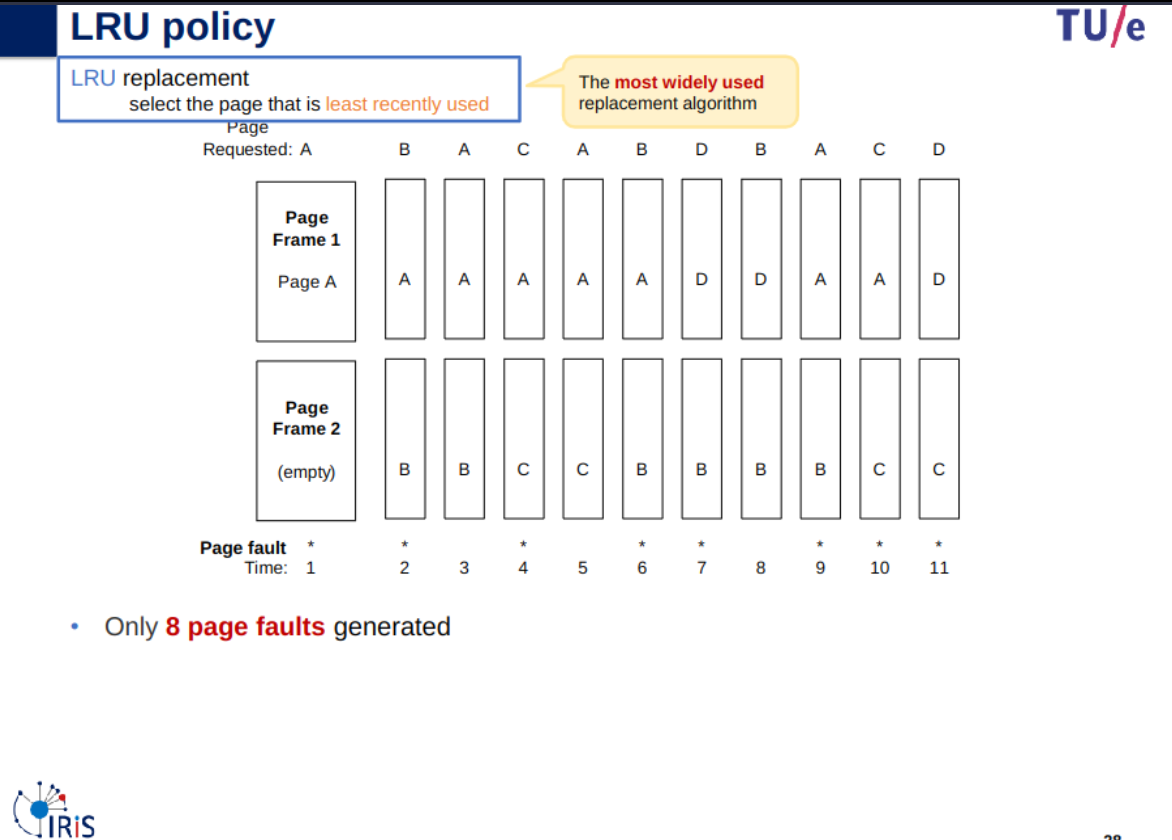 LRU policy
TU/e
LRU replacement
select the page that is least recently used
The most widely used
replacement algorithm
Page
Requested: A B A C A B D B A C D
Page
Frame 1
Page A A A A A A D D A A D
Page
Frame 2
(empty) B B C C B B B B C C
Page fault * * * * * * * *
Time: 1 2 3 4 5 6 7 8 9 10 11
• Only 8 page faults generated
IRiS
28